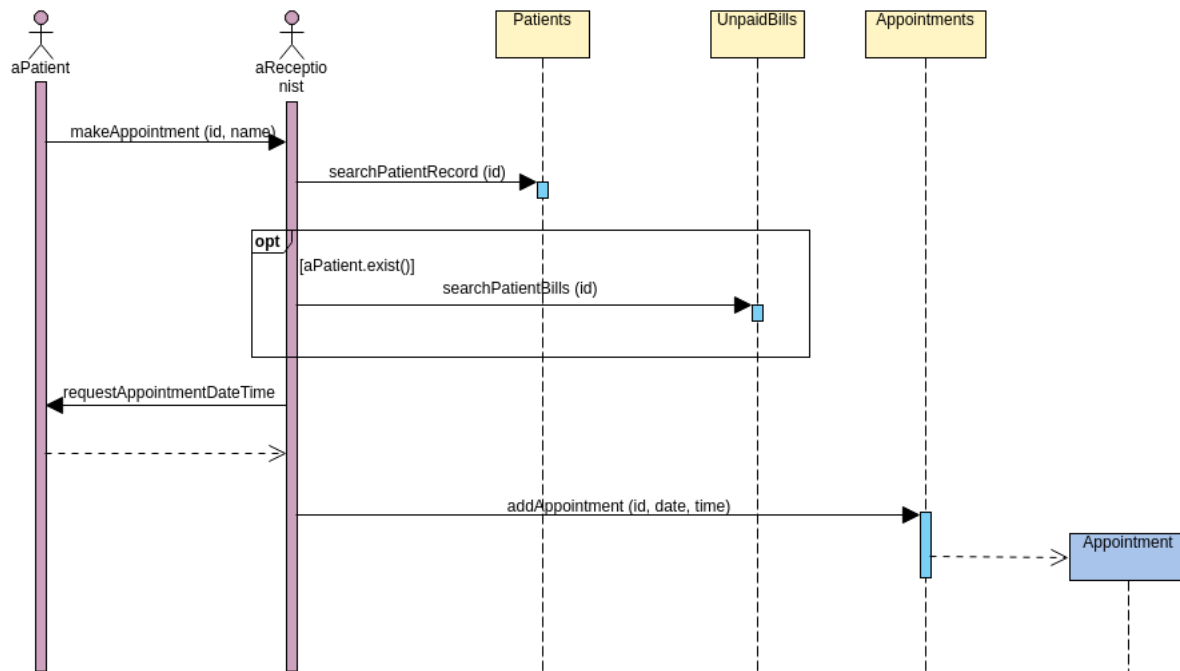 Patients
UnpaidBills
Appointments
aPatient
aReceptio
nist
makeAppointment (id, name)
searchPatientRecord (id)
opt
[aPatient.exist()]
searchPatientBills (id)
requestAppointmentDateTime
addAppointment (id, date, time)
Appointment